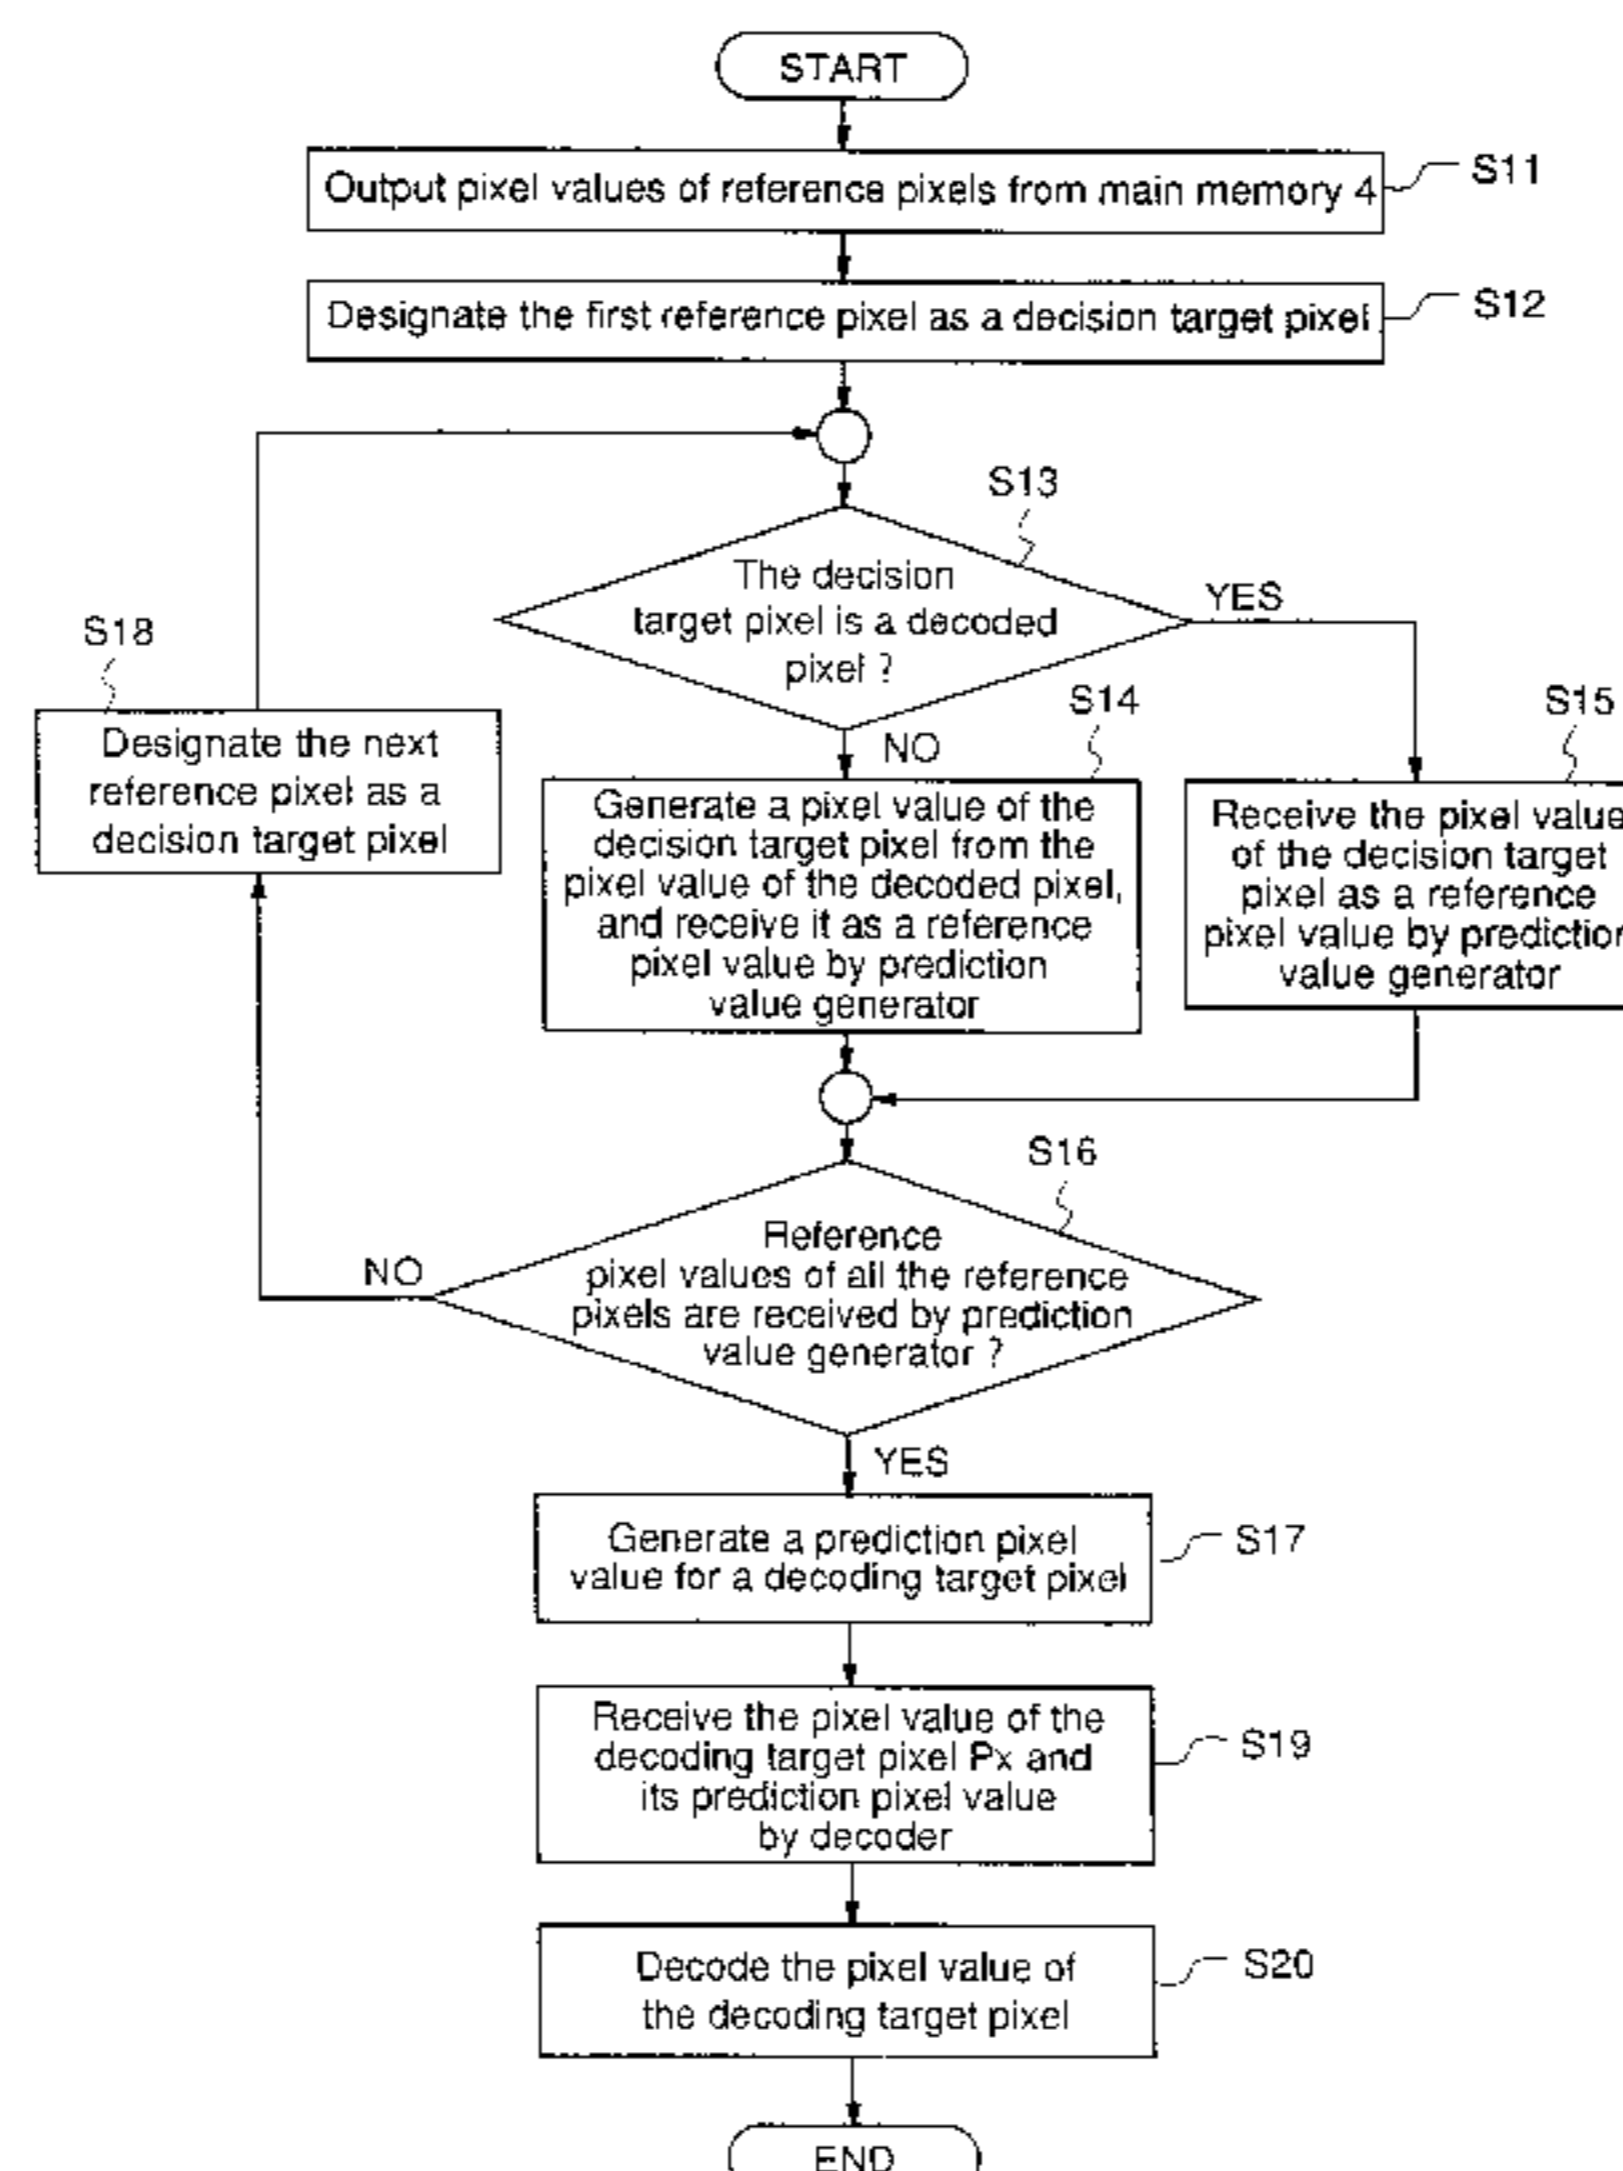 START
Output pixel values of reference pixels from main memory 4
S11
Designate the first reference pixel as a decision target pixel
S12
S13
The decision
target pixel is a decoded
pixel ?
YES
NO
S18
Designate the next
reference pixel as a
decision target pixel
S14
Generate a pixel value of the
decision target pixel from the
pixel value of the decoded pixel,
and receive it as a reference
pixel value by prediction
value generator
S15
Receive the pixel value
of the decision target
pixel as a reference
pixel value by prediction
value generator
S16
Reference
pixel values of all the reference
pixels are received by prediction
value generator ?
NO
YES
Generate a prediction pixel
value for a decoding target pixel
S17
Receive the pixel value of the
decoding target pixel Px and
its prediction pixel value
by decoder
S19
Decode the pixel value of
the decoding target pixel
S20
END